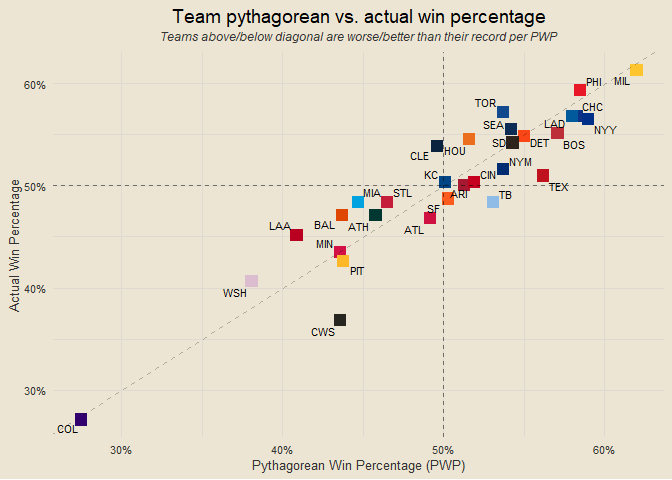 Team pythagorean vs. actual win percentage
Teams above/below diagonal are worse/better than their record per PWP
60%
50%
40%
30%
Actual Win Percentage
PHI
MIL
TOR
CHC
SEA
LAD
NYY
CLE
HOU
SD
DET
BOS
NYM
KC
CIN
TEX
MIA
STL
ARI
TB
SF
BAL
ATH
ATL
LAA
MIN
PIT
WSH
CWS
COL
30%
40%
50%
60%
Pythagorean Win Percentage (PWP)